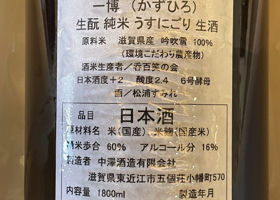 一博 (かずひろ)
生酛 純米 うすにごり 生酒
原料米 滋賀県産 吟吹雪 100%
(環境こだわり農産物)
酒米生産者/呑百笑の会
日本酒度+2 酸度2.4 6号酵母
画/松浦すみれ
品目 日本酒
原材料名 米(国産) 米麹(国産米)
精米歩合 60% アルコール分 16%
製造者 中澤酒造有限会社
滋賀県東近江市五個荘小幡町570
内容量 1800ml 製造年月